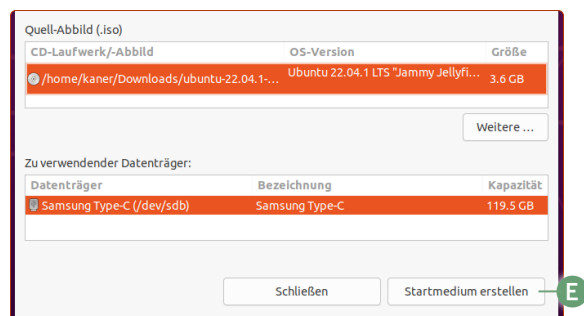 Quell-Abbild (.iso)
CD-Laufwerk/-Abbild OS-Version Größe
/home/kaner/Downloads/ubuntu-22.04.1-... Ubuntu 22.04.1 LTS "Jammy Jellyfi... 3.6 GB
Weitere ...
Zu verwendender Datenträger:
Datenträger Bezeichnung Kapazität
Samsung Type-C (/dev/sdb) Samsung Type-C 119.5 GB
Schließen Startmedium erstellen E